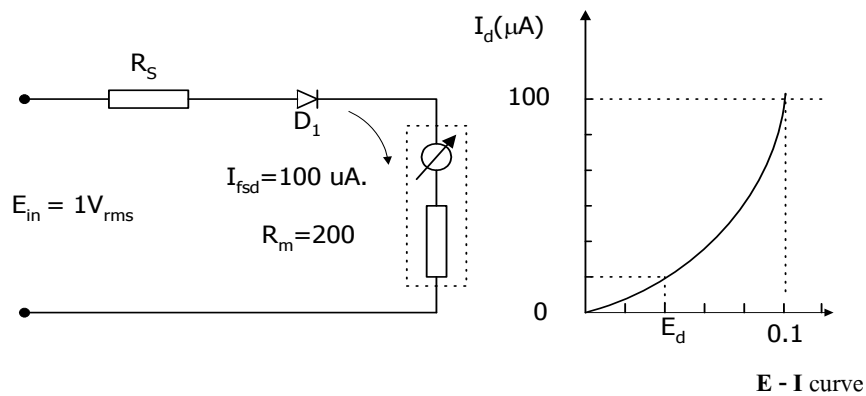 I_d(μA)
R_S
D_1
100
I_fsd=100 uA.
E_in = 1V_rms
R_m=200
0
E_d
0.1
E - I curve